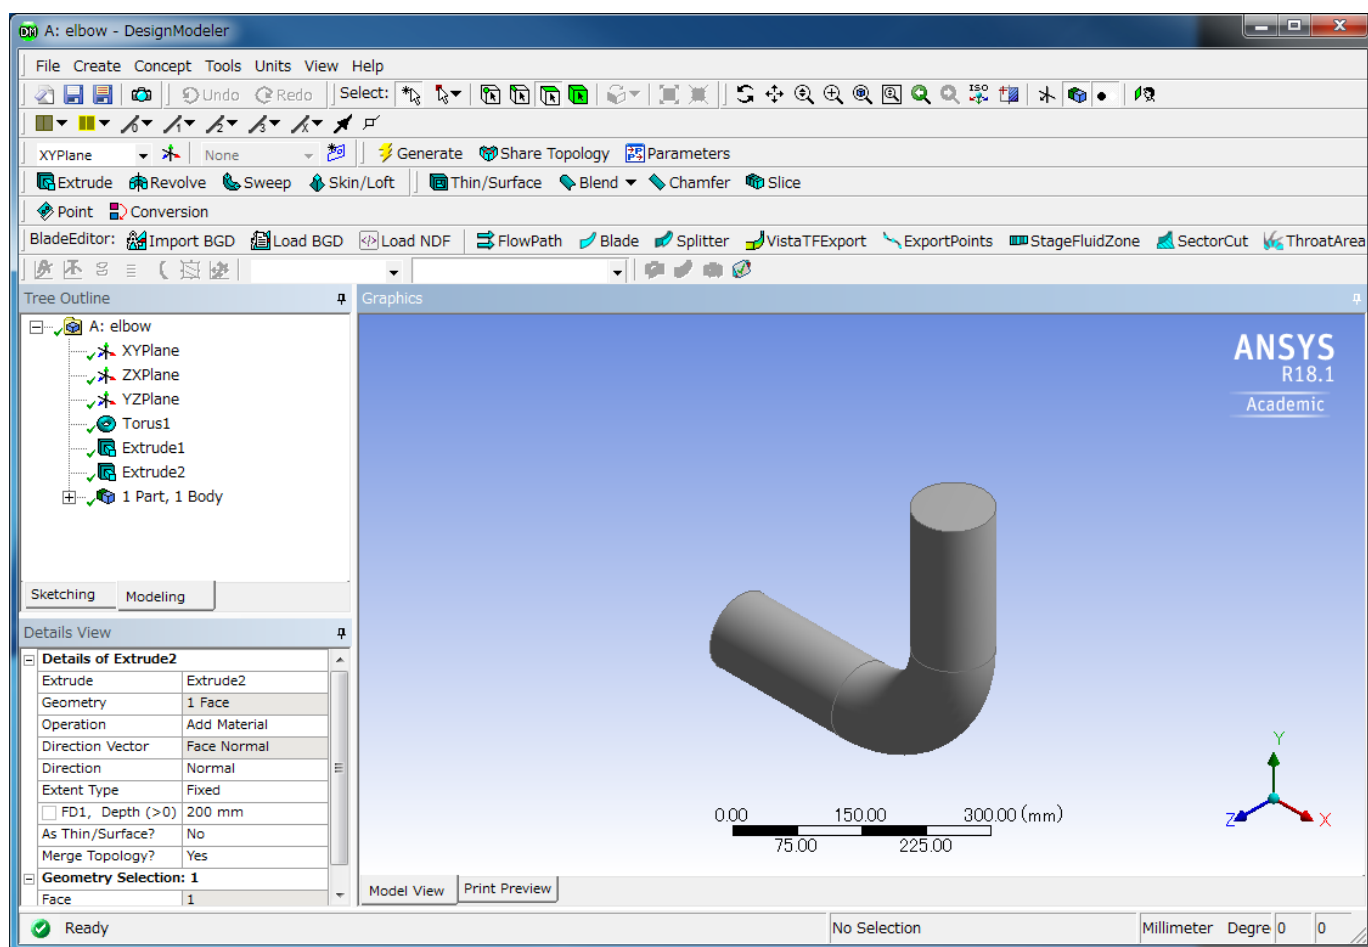 A: elbow - DesignModeler
File Create Concept Tools Units View Help
Undo Redo Select:
XYPlane None Generate Share Topology Parameters
Extrude Revolve Sweep Skin/Loft Thin/Surface Blend Chamfer Slice
Point Conversion
BladeEditor: Import BGD Load BGD Load NDF FlowPath Blade Splitter VistaTFExport ExportPoints StageFluidZone SectorCut ThroatArea
Tree Outline
A: elbow
XYPlane
ZXPlane
YZPlane
Torus1
Extrude1
Extrude2
1 Part, 1 Body
Sketching Modeling
Details View
Details of Extrude2
Extrude Extrude2
Geometry 1 Face
Operation Add Material
Direction Vector Face Normal
Direction Normal
Extent Type Fixed
FD1, Depth (>0) 200 mm
As Thin/Surface? No
Merge Topology? Yes
Geometry Selection: 1
Face 1
Graphics
ANSYS
R18.1
Academic
0.00 150.00 300.00 (mm)
75.00 225.00
Y
Z X
Model View Print Preview
Ready No Selection Millimeter Degre 0 0